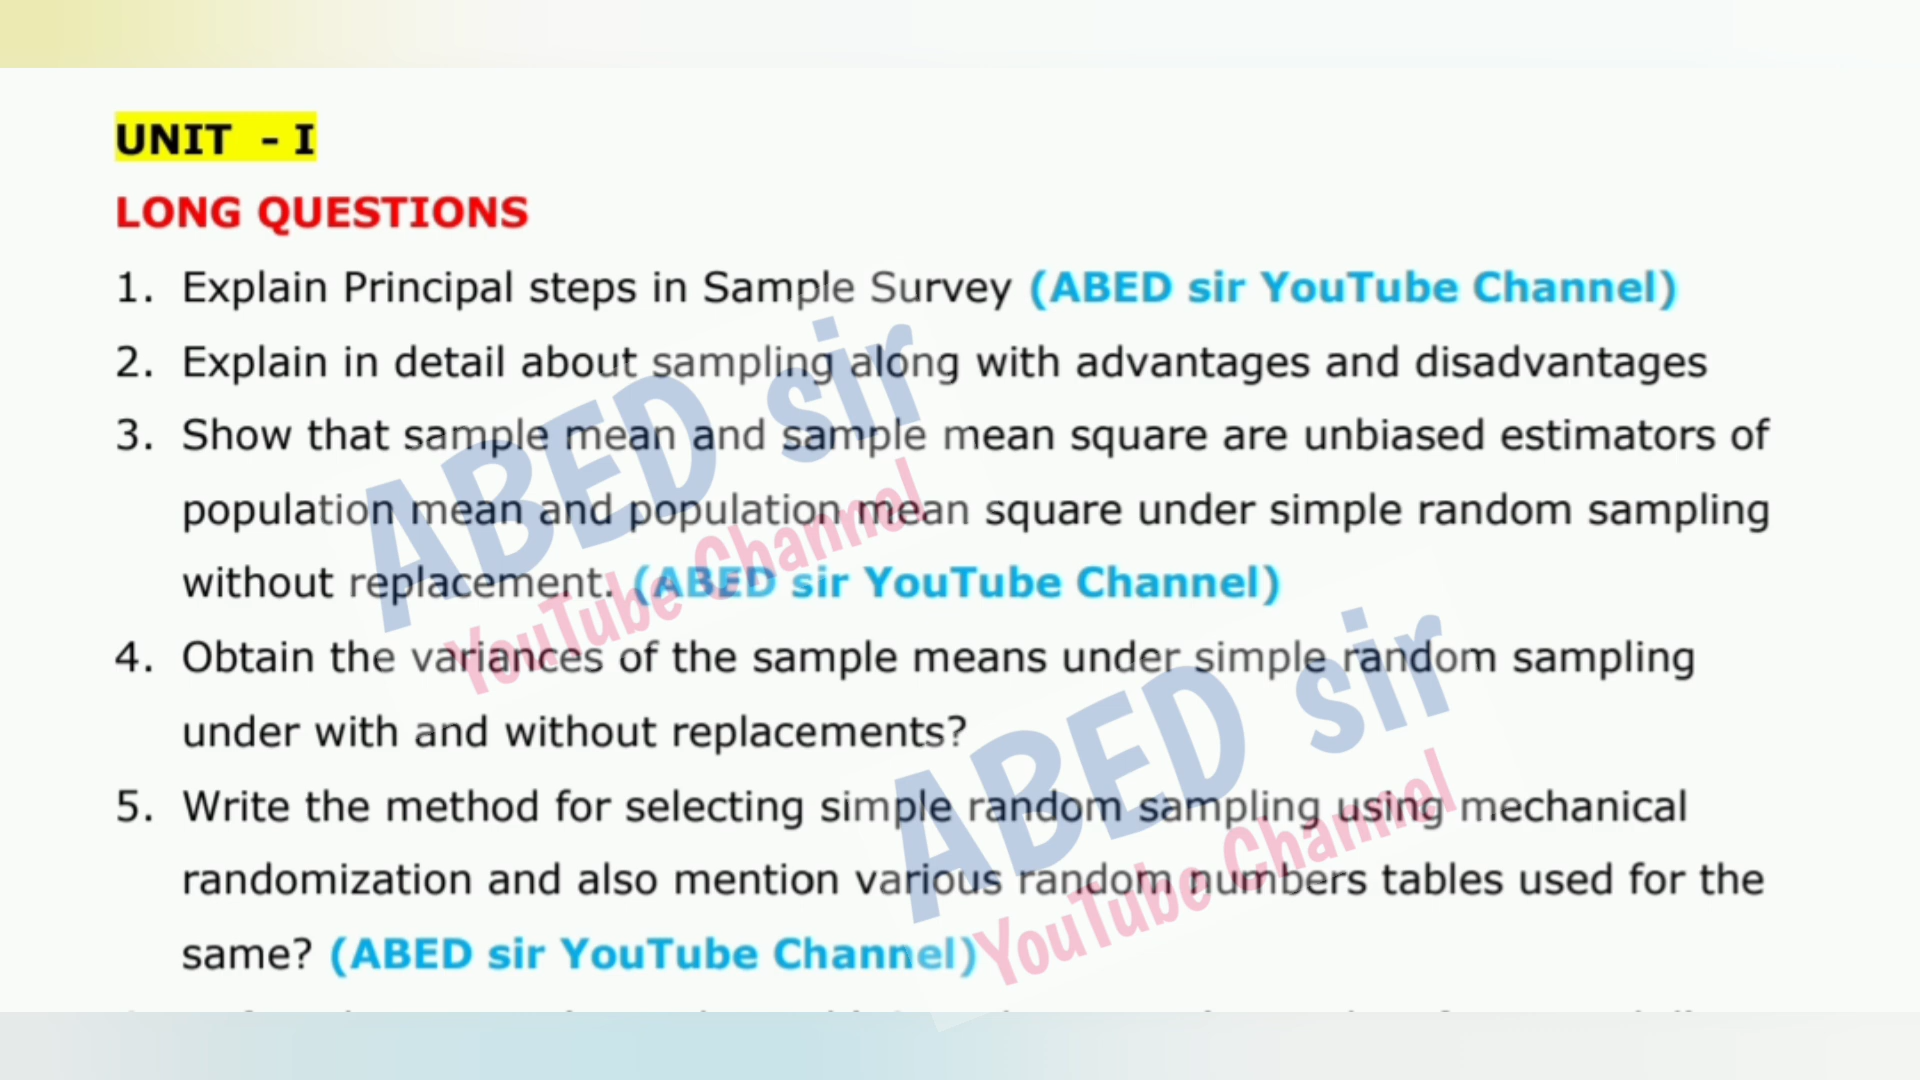 UNIT - I
LONG QUESTIONS
1. Explain Principal steps in Sample Survey (ABED sir YouTube Channel)
2. Explain in detail about sampling along with advantages and disadvantages
3. Show that sample mean and sample mean square are unbiased estimators of
population mean and population mean square under simple random sampling
without replacement. (ABED sir YouTube Channel)
4. Obtain the variances of the sample means under simple random sampling
under with and without replacements?
5. Write the method for selecting simple random sampling using mechanical
randomization and also mention various random numbers tables used for the
same? (ABED sir YouTube Channel)
ABED sir
YouTube Channel
ABED sir
YouTube Channel